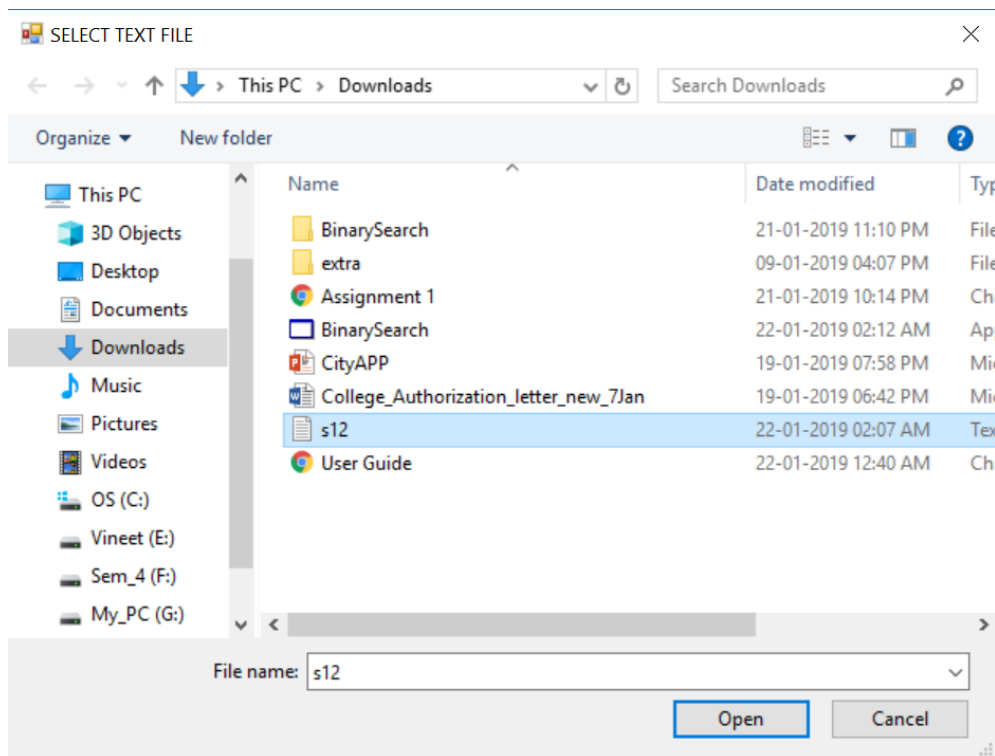 SELECT TEXT FILE
This PC > Downloads
Search Downloads
Organize
New folder
Name
Date modified
Typ
This PC
3D Objects
Desktop
Documents
Downloads
Music
Pictures
Videos
OS (C:)
Vineet (E:)
Sem_4 (F:)
My_PC (G:)
BinarySearch 21-01-2019 11:10 PM File
extra 09-01-2019 04:07 PM File
Assignment 1 21-01-2019 10:14 PM Ch
BinarySearch 22-01-2019 02:12 AM App
CityAPP 19-01-2019 07:58 PM Mic
College_Authorization_letter_new_7Jan 19-01-2019 06:42 PM Mic
s12 22-01-2019 02:07 AM Tex
User Guide 22-01-2019 12:40 AM Ch
File name: s12
Open
Cancel